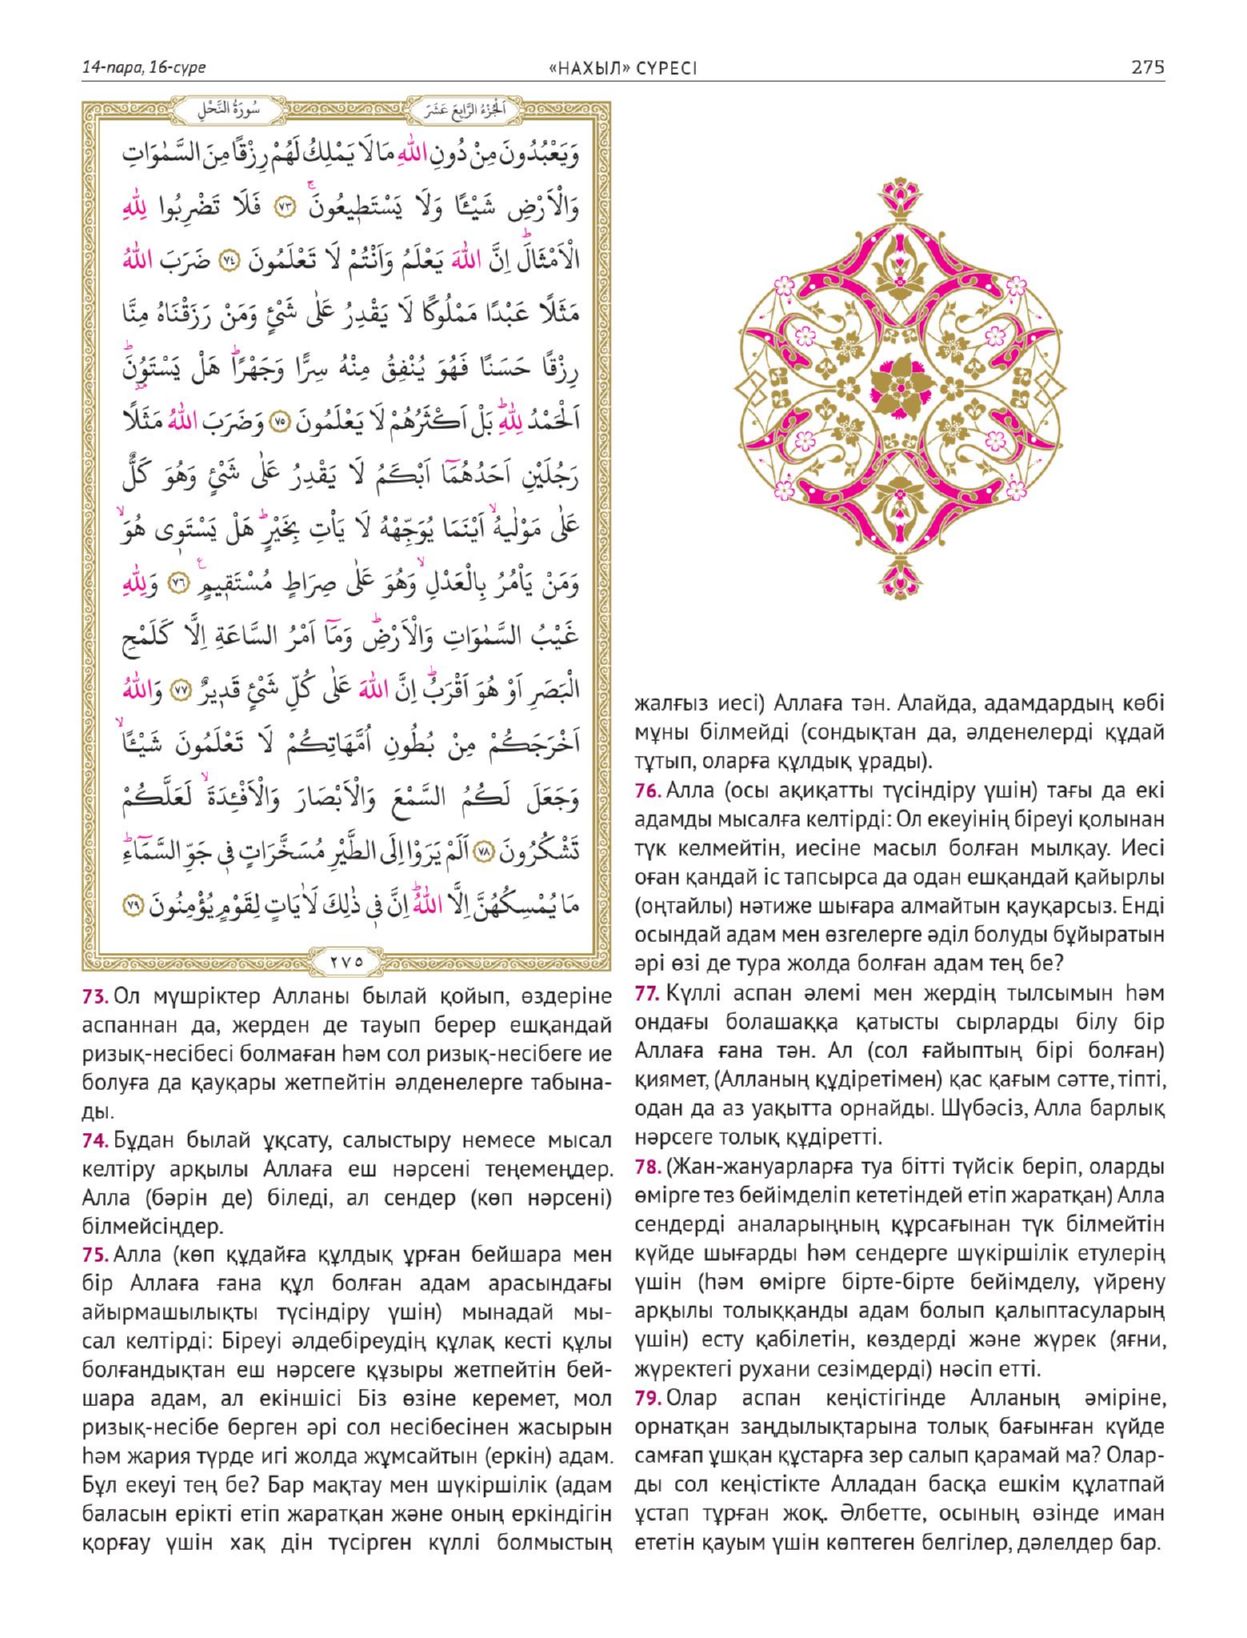 14-пара, 16-сүре
«НАХЫЛ» СҮРЕСІ
275
اَلْجُزْءُ الرَّابِعَ عَشَرَ
سُورَةُ النَّحْلِ
وَيَعْبُدُونَ مِنْ دُونِ اللّٰهِ مَا لَا يَمْلِكُ لَهُمْ رِزْقًا مِنَ السَّمٰوَاتِ
وَالْاَرْضِ شَيْـًٔا وَلَا يَسْتَطٖيعُونَۚ ﴿٧٣﴾ فَلَا تَضْرِبُوا لِلّٰهِ
الْاَمْثَالَۜ اِنَّ اللّٰهَ يَعْلَمُ وَاَنْتُمْ لَا تَعْلَمُونَ ﴿٧٤﴾ ضَرَبَ اللّٰهُ
مَثَلًا عَبْدًا مَمْلُوكًا لَا يَقْدِرُ عَلٰى شَيْءٍ وَمَنْ رَزَقْنَاهُ مِنَّا
رِزْقًا حَسَنًا فَهُوَ يُنْفِقُ مِنْهُ سِرًّا وَجَهْرًاۜ هَلْ يَسْتَوُ۫نَۜ
اَلْحَمْدُ لِلّٰهِۜ بَلْ اَكْثَرُهُمْ لَا يَعْلَمُونَ ﴿٧٥﴾ وَضَرَبَ اللّٰهُ مَثَلًا
رَجُلَيْنِ اَحَدُهُمَٓا اَبْكَمُ لَا يَقْدِرُ عَلٰى شَيْءٍ وَهُوَ كَلٌّ
عَلٰى مَوْلٰيهُۙ اَيْنَمَا يُوَجِّهْهُ لَا يَأْتِ بِخَيْرٍۜ هَلْ يَسْتَوٖي هُوَۙ
وَمَنْ يَأْمُرُ بِالْعَدْلِۙ وَهُوَ عَلٰى صِرَاطٍ مُسْتَقٖيمٍࣖ ﴿٧٦﴾ وَلِلّٰهِ
غَيْبُ السَّمٰوَاتِ وَالْاَرْضِۜ وَمَٓا اَمْرُ السَّاعَةِ اِلَّا كَلَمْحِ
الْبَصَرِ اَوْ هُوَ اَقْرَبُۜ اِنَّ اللّٰهَ عَلٰى كُلِّ شَيْءٍ قَدٖيرٌ ﴿٧٧﴾ وَاللّٰهُ
اَخْرَجَكُمْ مِنْ بُطُونِ اُمَّهَاتِكُمْ لَا تَعْلَمُونَ شَيْـًٔاۙ
وَجَعَلَ لَكُمُ السَّمْعَ وَالْاَبْصَارَ وَالْاَفْـِٔدَةَۙ لَعَلَّكُمْ
تَشْكُرُونَ ﴿٧٨﴾ اَلَمْ يَرَوْا اِلَى الطَّيْرِ مُسَخَّرَاتٍ فٖي جَوِّ السَّمَٓاءِۜ
مَا يُمْسِكُهُنَّ اِلَّا اللّٰهُۜ اِنَّ فٖي ذٰلِكَ لَاٰيَاتٍ لِقَوْمٍ يُؤْمِنُونَ ﴿٧٩﴾
٢٧٥
73. Ол мүшріктер Алланы былай қойып, өздеріне
аспаннан да, жерден де тауып берер ешқандай
ризық-несібесі болмаған һәм сол ризық-несібеге ие
болуға да қауқары жетпейтін әлденелерге табына-
ды.
74. Бұдан былай ұқсату, салыстыру немесе мысал
келтіру арқылы Аллаға еш нәрсені теңемеңдер.
Алла (бәрін де) біледі, ал сендер (көп нәрсені)
білмейсіңдер.
75. Алла (көп құдайға құлдық ұрған бейшара мен
бір Аллаға ғана құл болған адам арасындағы
айырмашылықты түсіндіру үшін) мынадай мы-
сал келтірді: Біреуі әлдебіреудің құлақ кесті құлы
болғандықтан еш нәрсеге құзыры жетпейтін бей-
шара адам, ал екіншісі Біз өзіне керемет, мол
ризық-несібе берген әрі сол несібесінен жасырын
һәм жария түрде игі жолда жұмсайтын (еркін) адам.
Бұл екеуі тең бе? Бар мақтау мен шүкіршілік (адам
баласын ерікті етіп жаратқан және оның еркіндігін
қорғау үшін хақ дін түсірген күллі болмыстың
жалғыз иесі) Аллаға тән. Алайда, адамдардың көбі
мұны білмейді (сондықтан да, әлденелерді құдай
тұтып, оларға құлдық ұрады).
76. Алла (осы ақиқатты түсіндіру үшін) тағы да екі
адамды мысалға келтірді: Ол екеуінің біреуі қолынан
түк келмейтін, иесіне масыл болған мылқау. Иесі
оған қандай іс тапсырса да одан ешқандай қайырлы
(оңтайлы) нәтиже шығара алмайтын қауқарсыз. Енді
осындай адам мен өзгелерге әділ болуды бұйыратын
әрі өзі де тура жолда болған адам тең бе?
77. Күллі аспан әлемі мен жердің тылсымын һәм
ондағы болашаққа қатысты сырларды білу бір
Аллаға ғана тән. Ал (сол ғайыптың бірі болған)
қиямет, (Алланың құдіретімен) қас қағым сәтте, тіпті,
одан да аз уақытта орнайды. Шүбәсіз, Алла барлық
нәрсеге толық құдіретті.
78. (Жан-жануарларға туа бітті түйсік беріп, оларды
өмірге тез бейімделіп кететіндей етіп жаратқан) Алла
сендерді аналарыңның құрсағынан түк білмейтін
күйде шығарды һәм сендерге шүкіршілік етулерің
үшін (һәм өмірге бірте-бірте бейімделу, үйрену
арқылы толыққанды адам болып қалыптасуларың
үшін) есту қабілетін, көздерді және жүрек (яғни,
жүректегі рухани сезімдерді) нәсіп етті.
79. Олар аспан кеңістігінде Алланың әміріне,
орнатқан заңдылықтарына толық бағынған күйде
самғап ұшқан құстарға зер салып қарамай ма? Олар-
ды сол кеңістікте Алладан басқа ешкім құлатпай
ұстап тұрған жоқ. Әлбетте, осының өзінде иман
ететін қауым үшін көптеген белгілер, дәлелдер бар.